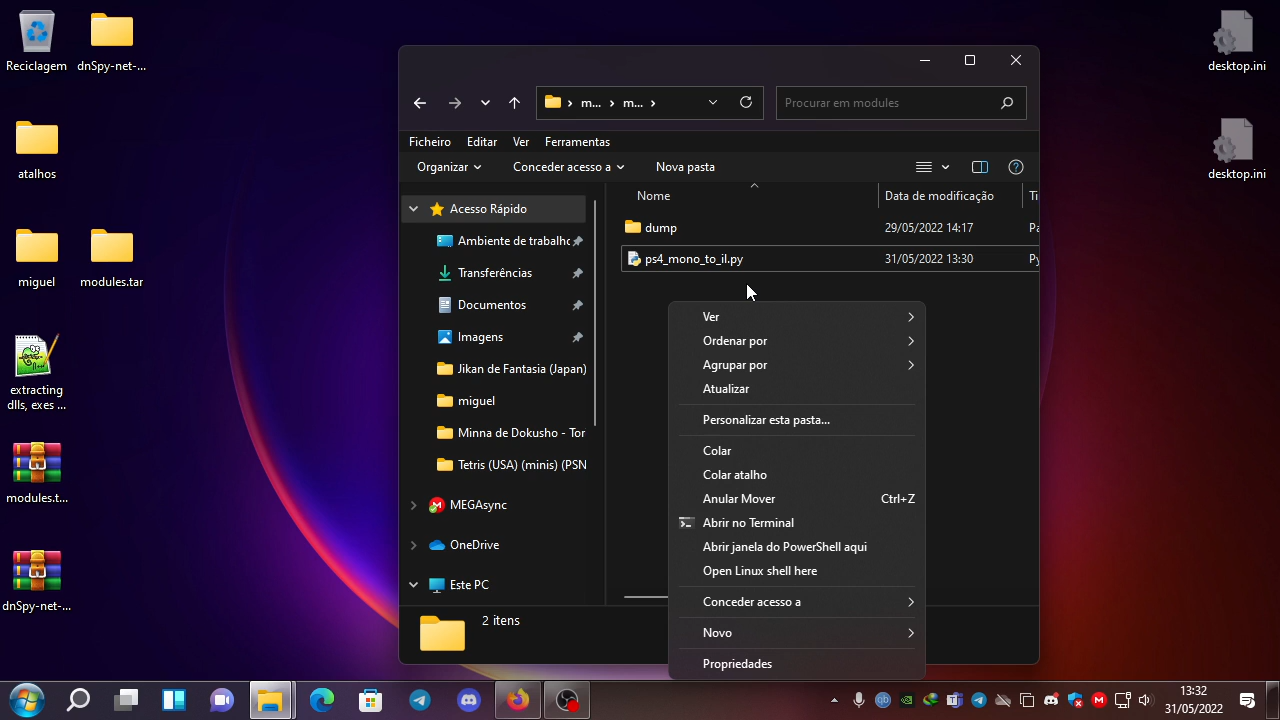 Reciclagem
dnSpy-net-...
atalhos
miguel
modules.tar
extracting
dlls, exes ...
modules.t...
dnSpy-net-...
desktop.ini
desktop.ini
m...
m...
Procurar em modules
Ficheiro
Editar
Ver
Ferramentas
Organizar
Conceder acesso a
Nova pasta
Acesso Rápido
Ambiente de trabalho
Transferências
Documentos
Imagens
Jikan de Fantasia (Japan)
miguel
Minna de Dokusho - Tor
Tetris (USA) (minis) (PSN
MEGAsync
OneDrive
Este PC
Nome
Data de modificação
Ti
dump
29/05/2022 14:17
Pa
ps4_mono_to_il.py
31/05/2022 13:30
Py
Ver
Ordenar por
Agrupar por
Atualizar
Personalizar esta pasta...
Colar
Colar atalho
Anular Mover Ctrl+Z
Abrir no Terminal
Abrir janela do PowerShell aqui
Open Linux shell here
Conceder acesso a
Novo
Propriedades
2 itens
13:32
31/05/2022